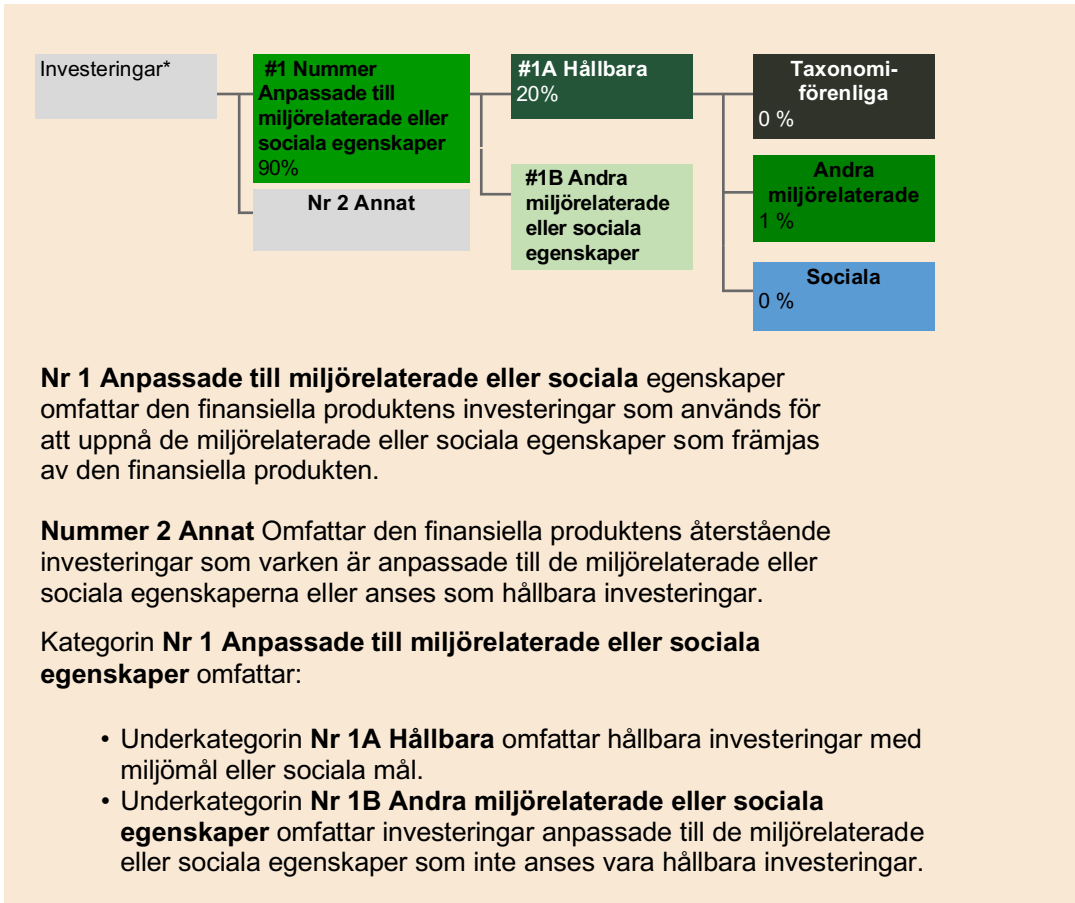 Investeringar*
#1 Nummer
Anpassade till
miljörelaterade eller
sociala egenskaper
90%
Nr 2 Annat
#1A Hållbara
20%
#1B Andra
miljörelaterade
eller sociala
egenskaper
Taxonomi-
förenliga
0 %
Andra
miljörelaterade
1 %
Sociala
0 %
Nr 1 Anpassade till miljörelaterade eller sociala egenskaper
omfattar den finansiella produktens investeringar som används för
att uppnå de miljörelaterade eller sociala egenskaper som främjas
av den finansiella produkten.
Nummer 2 Annat Omfattar den finansiella produktens återstående
investeringar som varken är anpassade till de miljörelaterade eller
sociala egenskaperna eller anses som hållbara investeringar.
Kategorin Nr 1 Anpassade till miljörelaterade eller sociala
egenskaper omfattar:
• Underkategorin Nr 1A Hållbara omfattar hållbara investeringar med
miljömål eller sociala mål.
• Underkategorin Nr 1B Andra miljörelaterade eller sociala
egenskaper omfattar investeringar anpassade till de miljörelaterade
eller sociala egenskaper som inte anses vara hållbara investeringar.